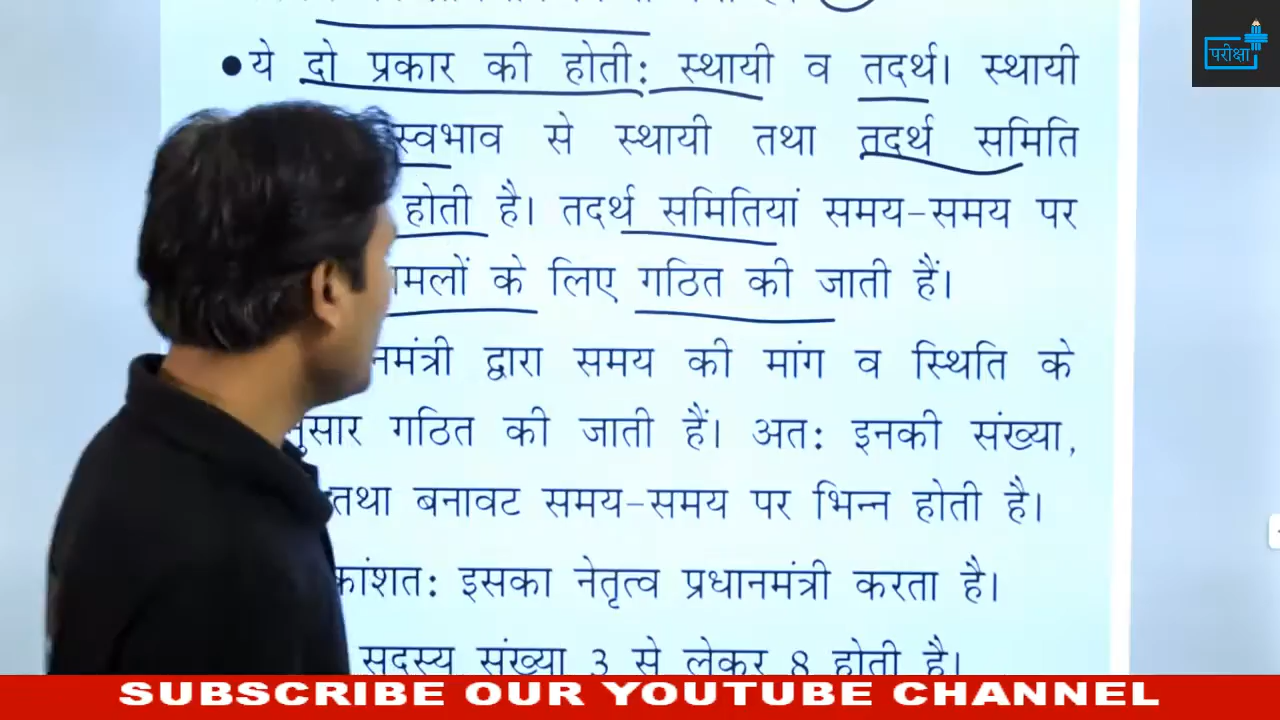 परीक्षा
•ये दो प्रकार की होती: स्थायी व तदर्थ। स्थायी
स्वभाव से स्थायी तथा तदर्थ समिति
होती है। तदर्थ समितियां समय-समय पर
मलों के लिए गठित की जाती हैं।
नमंत्री द्वारा समय की मांग व स्थिति के
नुसार गठित की जाती हैं। अत: इनकी संख्या,
तथा बनावट समय-समय पर भिन्न होती है।
कांशत: इसका नेतृत्व प्रधानमंत्री करता है।
सदस्य संख्या 3 से लेकर 8 होती है।
SUBSCRIBE OUR YOUTUBE CHANNEL